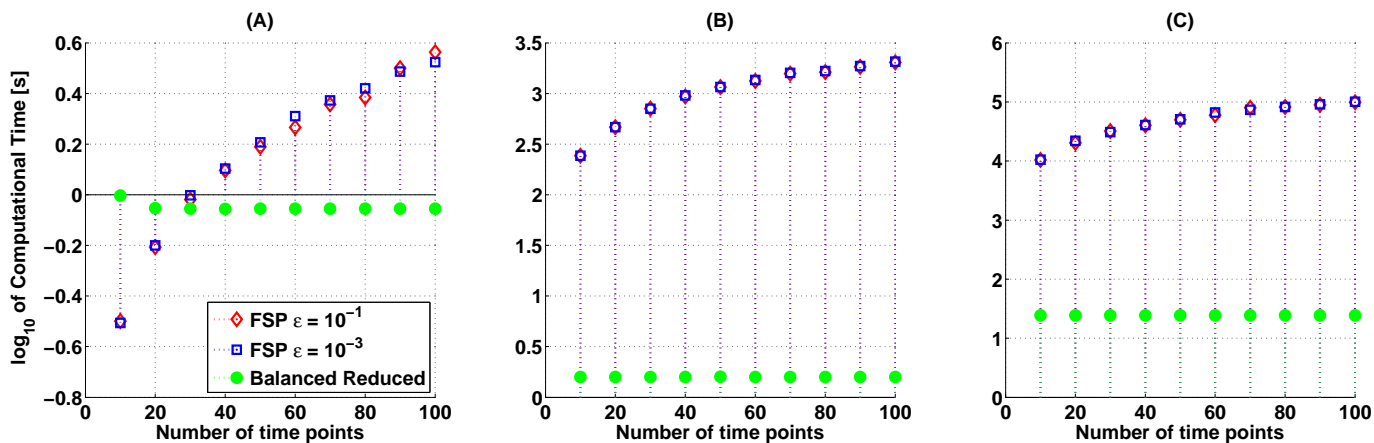 (A)
0.6
0.4
0.2
0
−0.2
−0.4
−0.6
−0.8
0 20 40 60 80 100
Number of time points
log10 of Computational Time [s]
FSP ε = 10−1
FSP ε = 10−3
Balanced Reduced
(B)
3.5
3
2.5
2
1.5
1
0.5
0
0 20 40 60 80 100
Number of time points
(C)
6
5
4
3
2
1
0
0 20 40 60 80 100
Number of time points